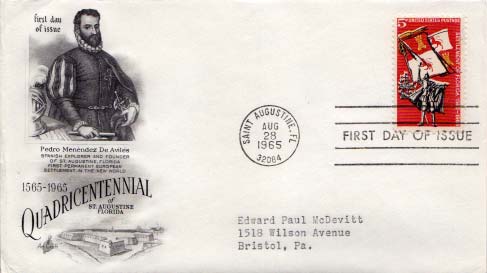 first day
of issue
Pedro Menéndez De Aviles
SPANISH EXPLORER AND FOUNDER
OF ST. AUGUSTINE, FLORIDA
FIRST PERMANENT EUROPEAN
SETTLEMENT IN THE NEW WORLD
1565-1965
QUADRICENTENNIAL
of
ST. AUGUSTINE
FLORIDA
5¢ UNITED STATES POSTAGE
SAINT AUGUSTINE, FL
AUG
28
1965
32084
FIRST DAY OF ISSUE
Edward Paul McDevitt
1518 Wilson Avenue
Bristol, Pa.